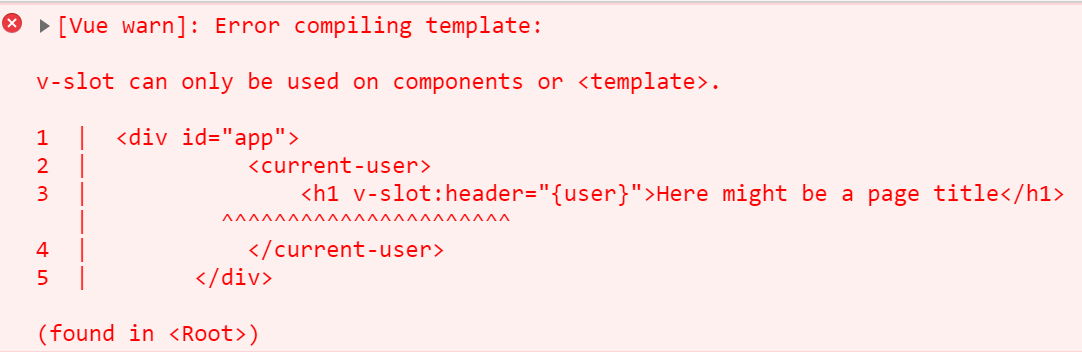 [Vue warn]: Error compiling template:
v-slot can only be used on components or <template>.
1  |  <div id="app">
2  |            <current-user>
3  |                <h1 v-slot:header="{user}">Here might be a page title</h1>
   |          ^^^^^^^^^^^^^^^^^^^^^^
4  |            </current-user>
5  |        </div>
(found in <Root>)